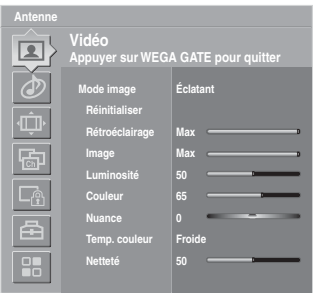 Antenne
Vidéo
Appuyer sur WEGA GATE pour quitter
Mode image Éclatant
Réinitialiser
Rétroéclairage Max
Image Max
Luminosité 50
Couleur 65
Nuance 0
Temp. couleur Froide
Netteté 50
Ch